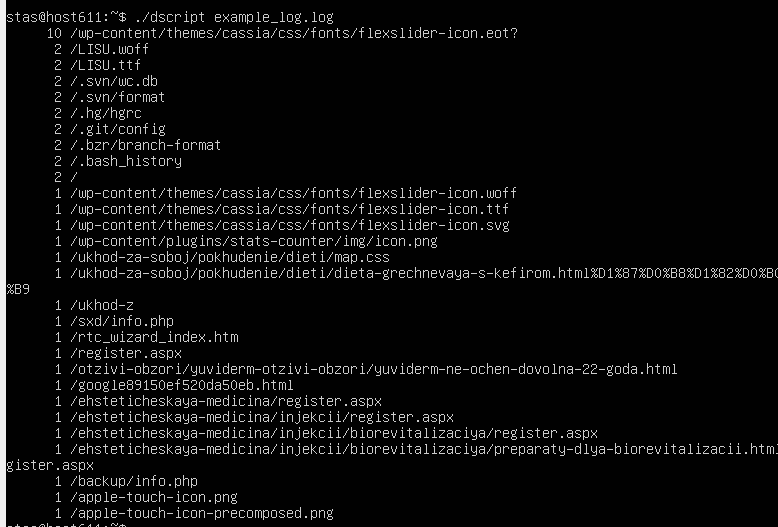 stas@host611:~$ ./dscript example_log.log
10 /wp-content/themes/cassia/css/fonts/flexslider-icon.eot?
2 /LISU.woff
2 /LISU.ttf
2 /.svn/wc.db
2 /.svn/format
2 /.hg/hgrc
2 /.git/config
2 /.bzr/branch-format
2 /.bash_history
2 /
1 /wp-content/themes/cassia/css/fonts/flexslider-icon.woff
1 /wp-content/themes/cassia/css/fonts/flexslider-icon.ttf
1 /wp-content/themes/cassia/css/fonts/flexslider-icon.svg
1 /wp-content/plugins/stats-counter/img/icon.png
1 /ukhod-za-soboj/pokhudenie/dieti/map.css
1 /ukhod-za-soboj/pokhudenie/dieti/dieta-grechnevaya-s-kefirom.html%D1%87%D0%B8%D1%82%D0%B0
%B9
1 /ukhod-z
1 /sxd/info.php
1 /rtc_wizard_index.htm
1 /register.aspx
1 /otzivi-obzori/yuviderm-otzivi-obzori/yuviderm-ne-ochen-dovolna-22-goda.html
1 /google89150ef520da50eb.html
1 /ehsteticheskaya-medicina/register.aspx
1 /ehsteticheskaya-medicina/injekcii/register.aspx
1 /ehsteticheskaya-medicina/injekcii/biorevitalizaciya/register.aspx
1 /ehsteticheskaya-medicina/injekcii/biorevitalizaciya/preparaty-dlya-biorevitalizacii.html
gister.aspx
1 /backup/info.php
1 /apple-touch-icon.png
1 /apple-touch-icon-precomposed.png
stas@host611:~$